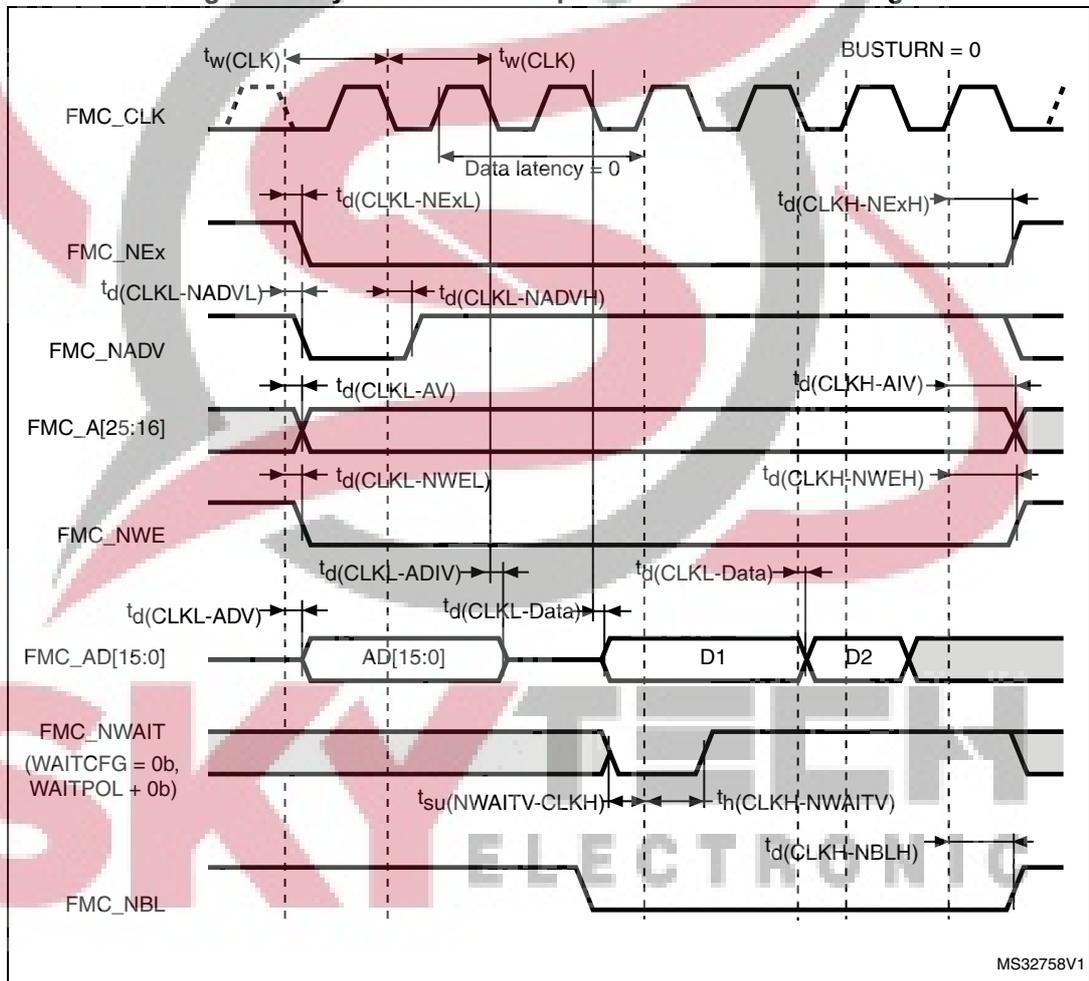 tw(CLK)
tw(CLK)
BUSTURN = 0
FMC_CLK
Data latency = 0
td(CLKL-NExL)
td(CLKH-NExH)
FMC_NEx
td(CLKL-NADVL)
td(CLKL-NADVH)
FMC_NADV
td(CLKL-AV)
td(CLKH-AIV)
FMC_A[25:16]
td(CLKL-NWEL)
td(CLKH-NWEH)
FMC_NWE
td(CLKL-ADIV)
td(CLKL-Data)
td(CLKL-ADV)
td(CLKL-Data)
FMC_AD[15:0]
AD[15:0]
D1
D2
FMC_NWAIT
(WAITCFG = 0b,
WAITPOL + 0b)
tsu(NWAITV-CLKH)
th(CLKH-NWAITV)
td(CLKH-NBLH)
FMC_NBL
SKYTECH
ELECTRONIC
MS32758V1